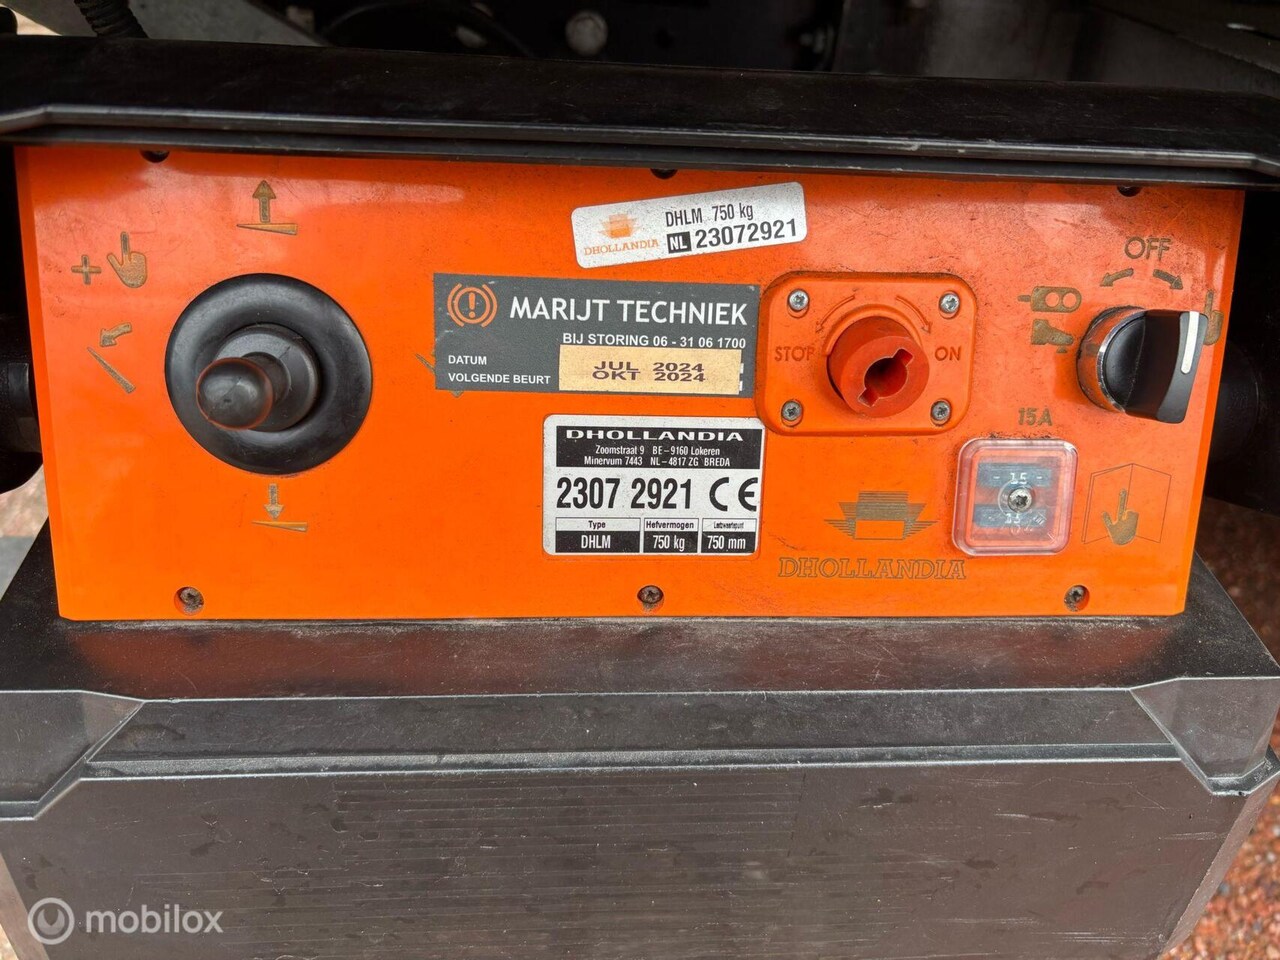 DHLM 750 kg
DHOLLANDIA NL 23072921
OFF
MARIJT TECHNIEK
BIJ STORING 06 - 31 06 1700
DATUM JUL 2024
VOLGENDE BEURT OKT 2024
STOP ON
15A
DHOLLANDIA
Zoomstraat 9 BE-9160 Lokeren
Minervum 7443 NL-4817 ZG BREDA
2307 2921 CE
Type Hefvermogen
DHLM 750 kg 750 mm
DHOLLANDIA
mobilox